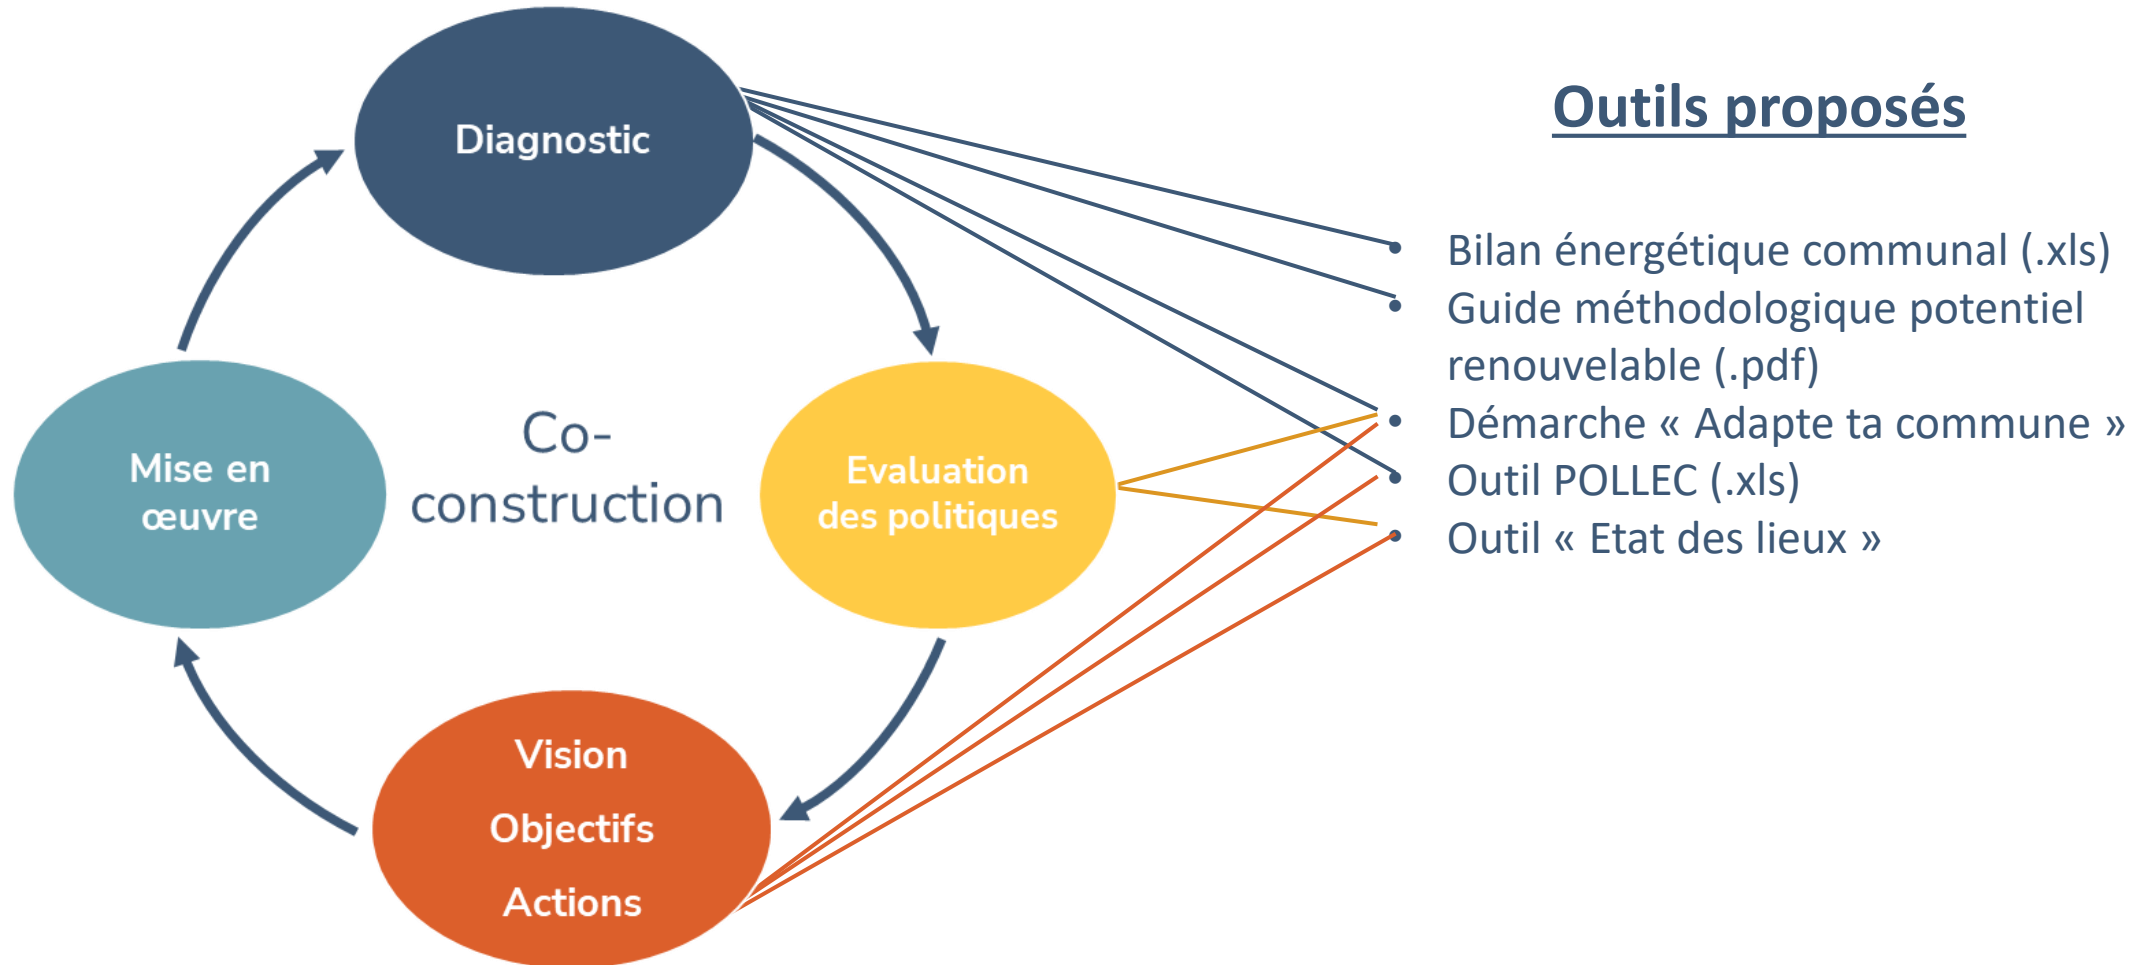 Diagnostic
Evaluation
des politiques
Vision
Objectifs
Actions
Mise en
œuvre
Co-
construction
Outils proposés
• Bilan énergétique communal (.xls)
• Guide méthodologique potentiel
renouvelable (.pdf)
• Démarche « Adapte ta commune »
• Outil POLLEC (.xls)
• Outil « Etat des lieux »